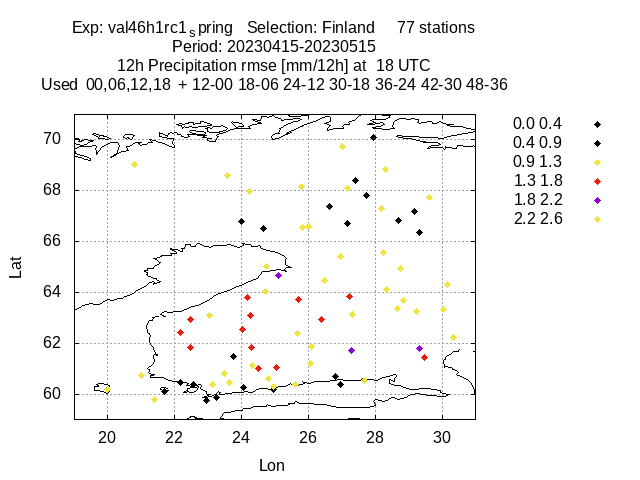 Exp: val46h1rc1spring Selection: Finland 77 stations
Period: 20230415-20230515
12h Precipitation rmse [mm/12h] at 18 UTC
Used 00,06,12,18 + 12-00 18-06 24-12 30-18 36-24 42-30 48-36
0.0 0.4
0.4 0.9
0.9 1.3
1.3 1.8
1.8 2.2
2.2 2.6
70
68
66
64
62
60
Lat
20 22 24 26 28 30
Lon